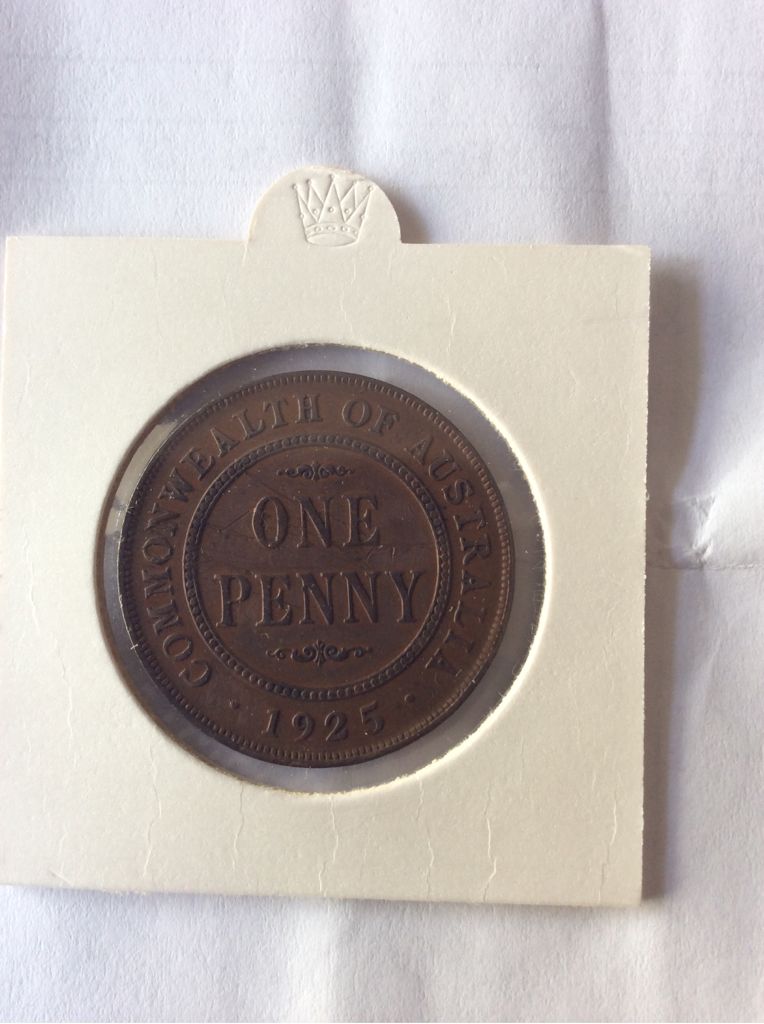 COMMONWEALTH OF AUSTRALIA
ONE
PENNY
· 1925 ·